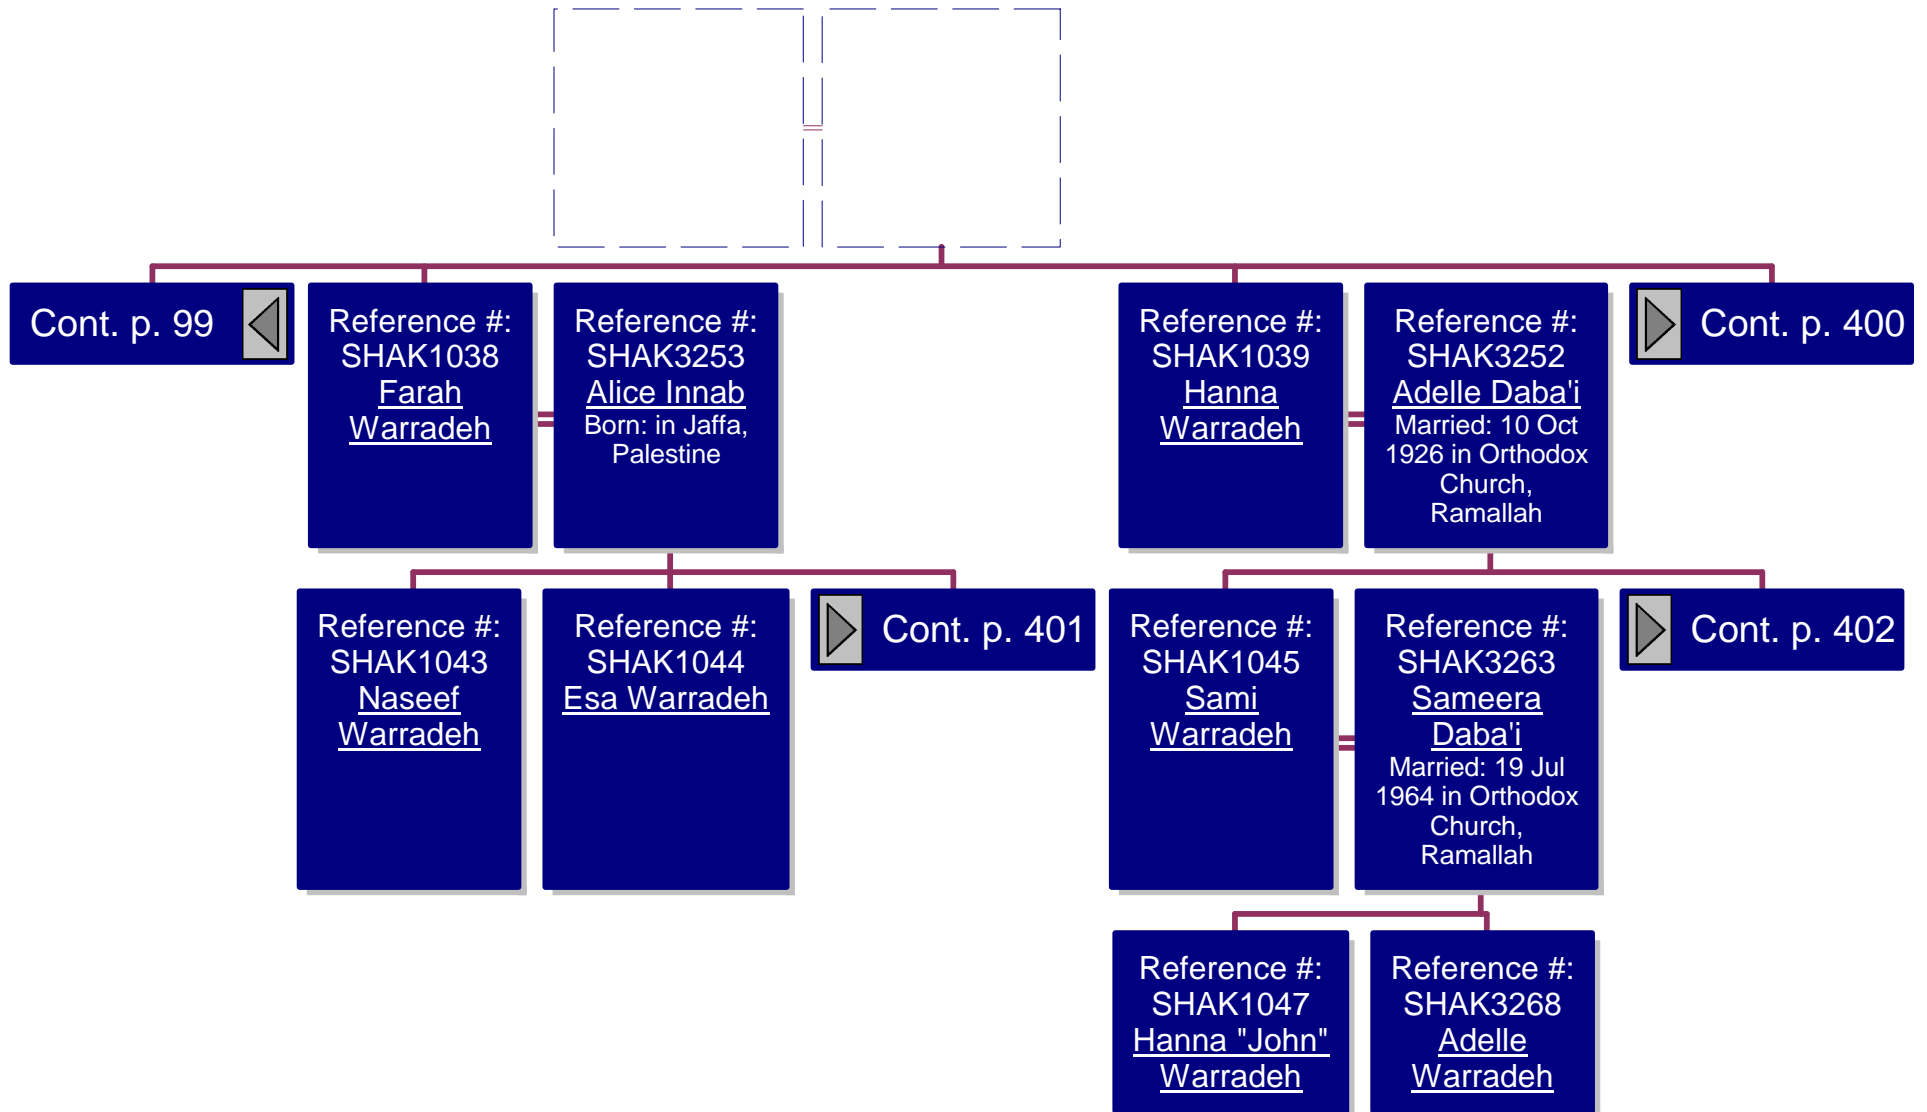 Cont. p. 99
Reference #:
SHAK1038
Farah
Warradeh
Reference #:
SHAK3253
Alice Innab
Born: in Jaffa,
Palestine
Reference #:
SHAK1039
Hanna
Warradeh
Reference #:
SHAK3252
Adelle Daba'i
Married: 10 Oct
1926 in Orthodox
Church,
Ramallah
Cont. p. 400
Reference #:
SHAK1043
Naseef
Warradeh
Reference #:
SHAK1044
Esa Warradeh
Cont. p. 401
Reference #:
SHAK1045
Sami
Warradeh
Reference #:
SHAK3263
Sameera
Daba'i
Married: 19 Jul
1964 in Orthodox
Church,
Ramallah
Cont. p. 402
Reference #:
SHAK1047
Hanna "John"
Warradeh
Reference #:
SHAK3268
Adelle
Warradeh